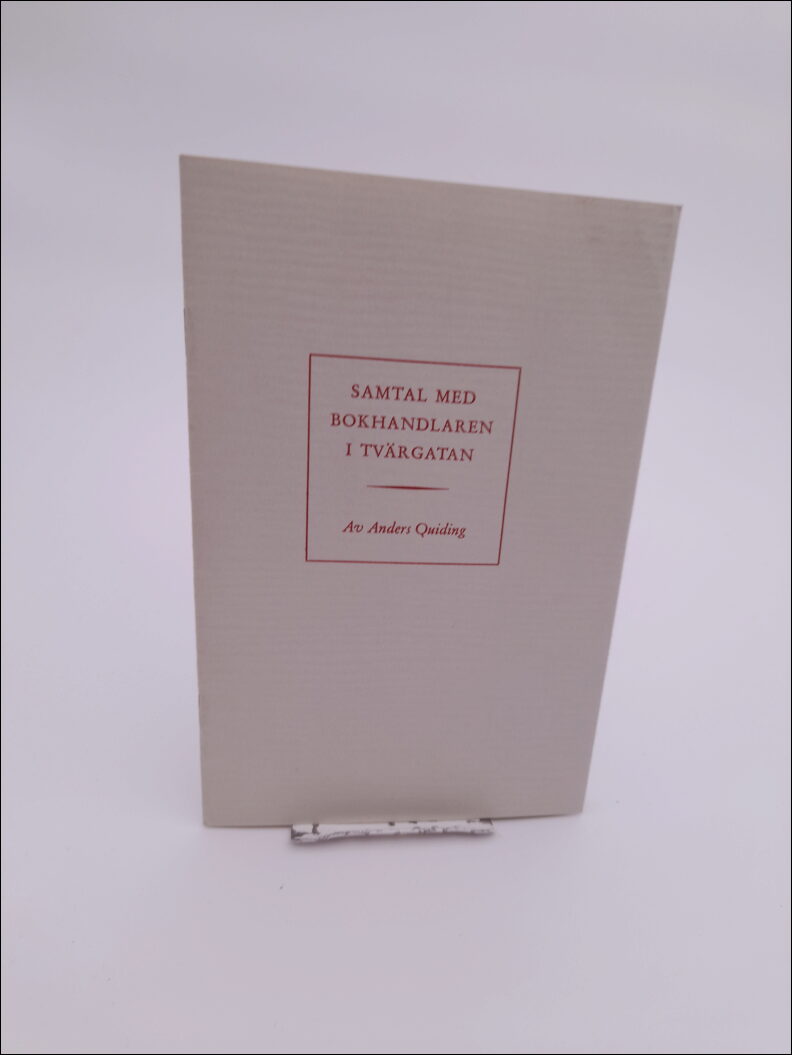 SAMTAL MED
BOKHANDLAREN
I TVÄRGATAN
Av Anders Quiding